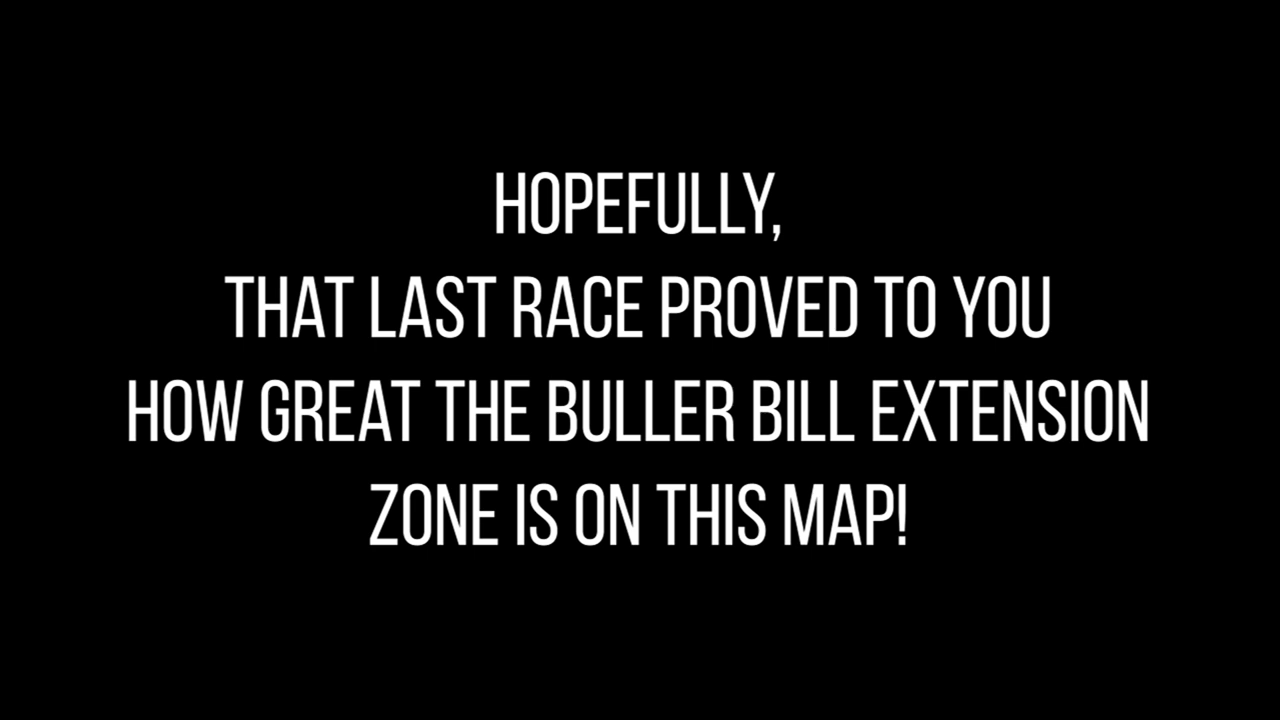 HOPEFULLY,
THAT LAST RACE PROVED TO YOU
HOW GREAT THE BULLER BILL EXTENSION
ZONE IS ON THIS MAP!